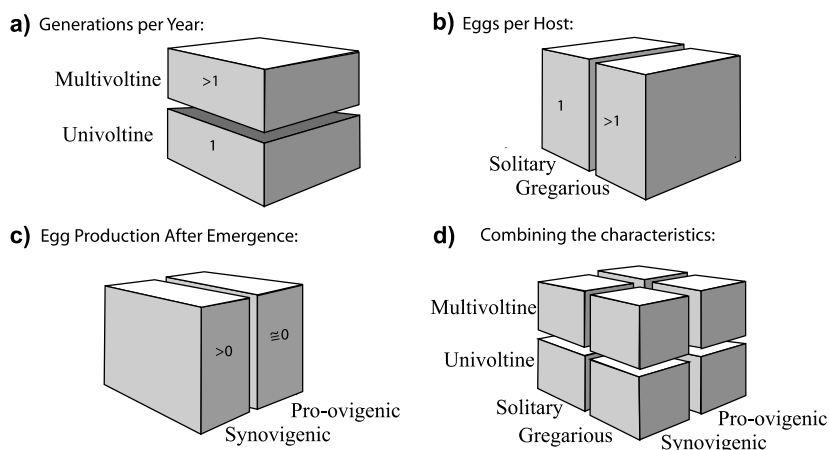 a) Generations per Year:
Multivoltine
>1
Univoltine
1
b) Eggs per Host:
1
>1
Solitary
Gregarious
c) Egg Production After Emergence:
>0
≅0
Pro-ovigenic
Synovigenic
d) Combining the characteristics:
Multivoltine
Univoltine
Solitary
Gregarious
Pro-ovigenic
Synovigenic